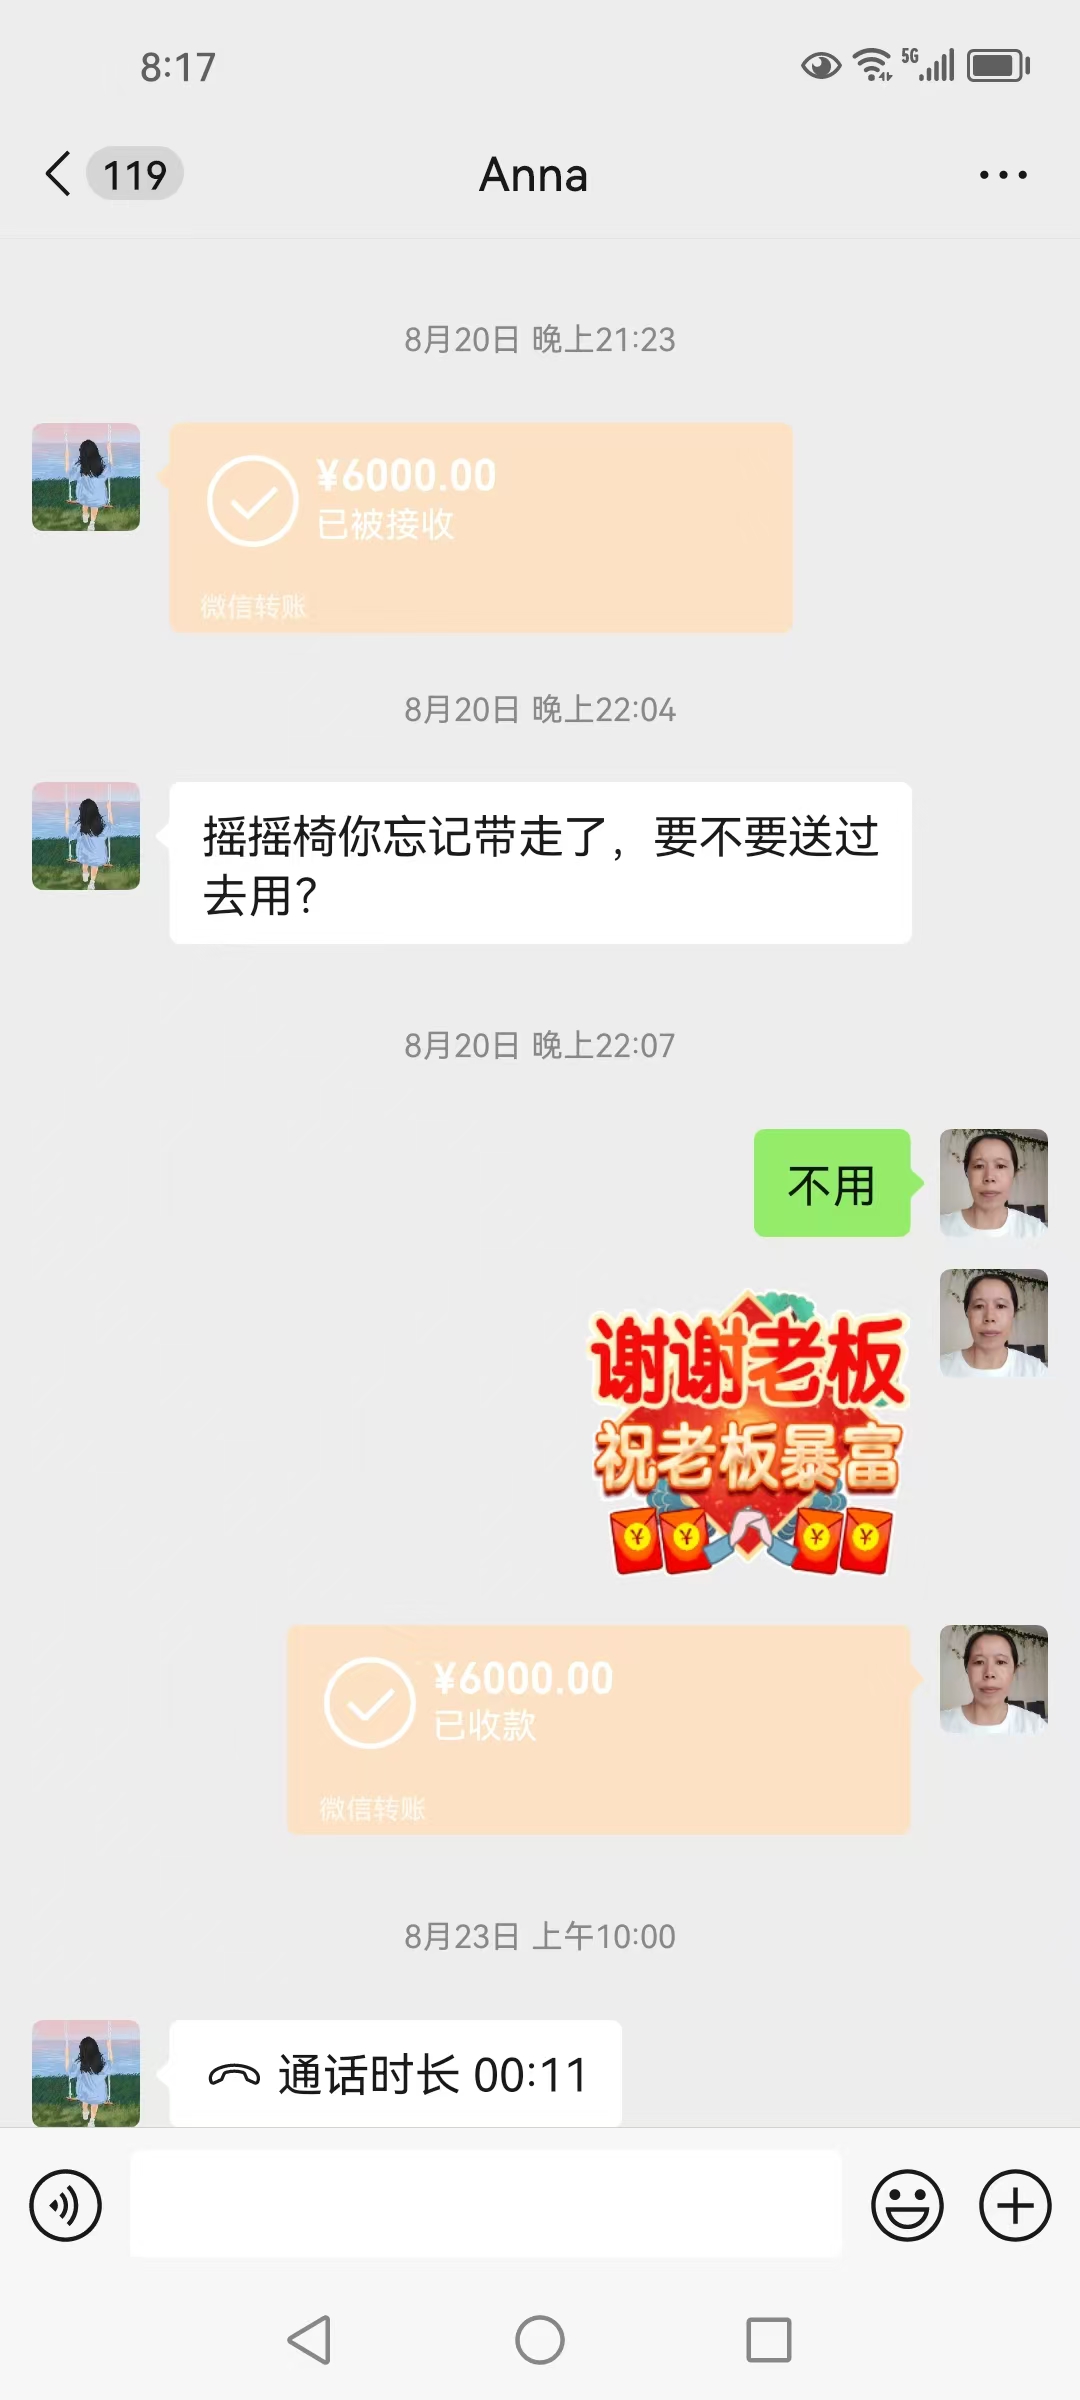 8:17
5G
119
Anna
8月20日 晚上21:23
¥6000.00
已被接收
微信转账
8月20日 晚上22:04
摇摇椅你忘记带走了，要不要送过
去用？
8月20日 晚上22:07
不用
谢谢老板
祝老板暴富
¥ ¥ ¥ ¥
¥6000.00
已收款
微信转账
8月23日 上午10:00
通话时长 00:11